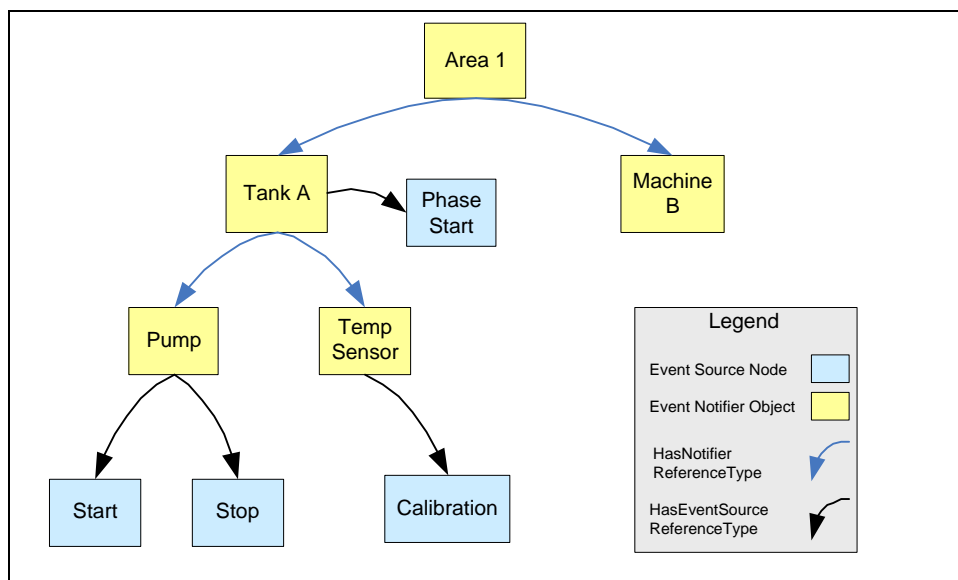 Area 1
Tank A
Phase
Start
Machine
B
Pump
Temp
Sensor
Start
Stop
Calibration
Legend
Event Source Node
Event Notifier Object
HasNotifier
ReferenceType
HasEventSource
ReferenceType